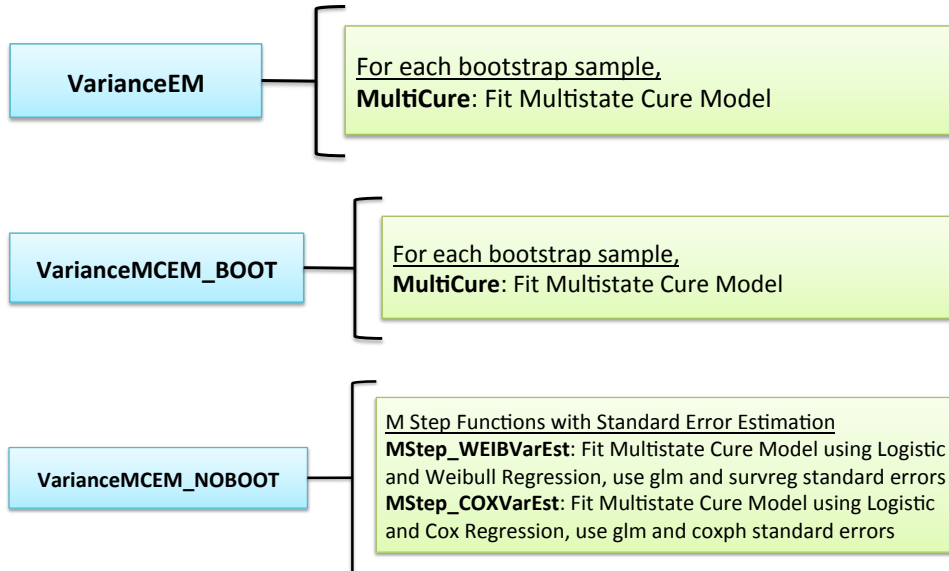 VarianceEM
For each bootstrap sample,
MultiCure: Fit Multistate Cure Model
VarianceMCEM_BOOT
For each bootstrap sample,
MultiCure: Fit Multistate Cure Model
VarianceMCEM_NOBOOT
M Step Functions with Standard Error Estimation
MStep_WEIBVarEst: Fit Multistate Cure Model using Logistic
and Weibull Regression, use glm and survreg standard errors
MStep_COXVarEst: Fit Multistate Cure Model using Logistic
and Cox Regression, use glm and coxph standard errors